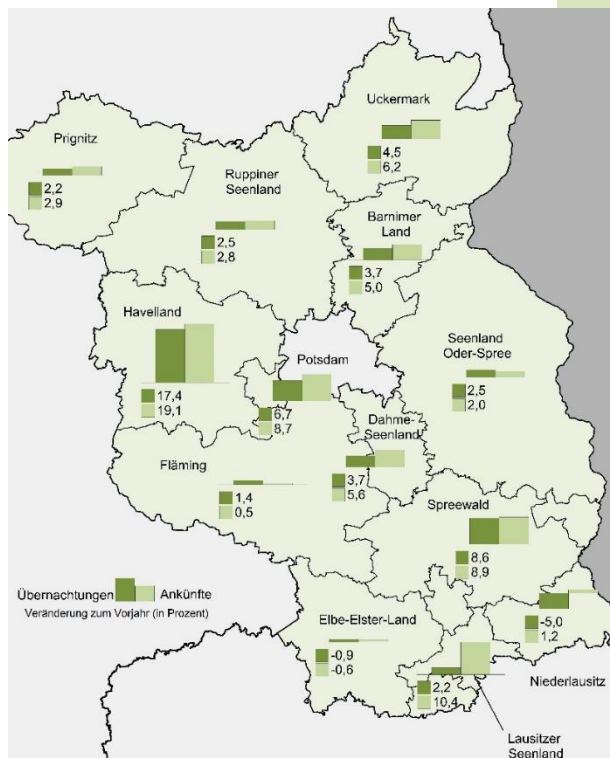 Uckermark
4,5
6,2
Prignitz
2,2
2,9
Ruppiner
Seenland
2,5
2,8
Barnimer
Land
3,7
5,0
Havelland
17,4
19,1
Potsdam
6,7
8,7
Seenland
Oder-Spree
2,5
2,0
Dahme-
Seenland
3,7
5,6
Fläming
1,4
0,5
Spreewald
8,6
8,9
Übernachtungen Ankünfte
Veränderung zum Vorjahr (in Prozent)
Elbe-Elster-Land
-0,9
-0,6
-5,0
1,2
Niederlausitz
2,2
10,4
Lausitzer
Seenland